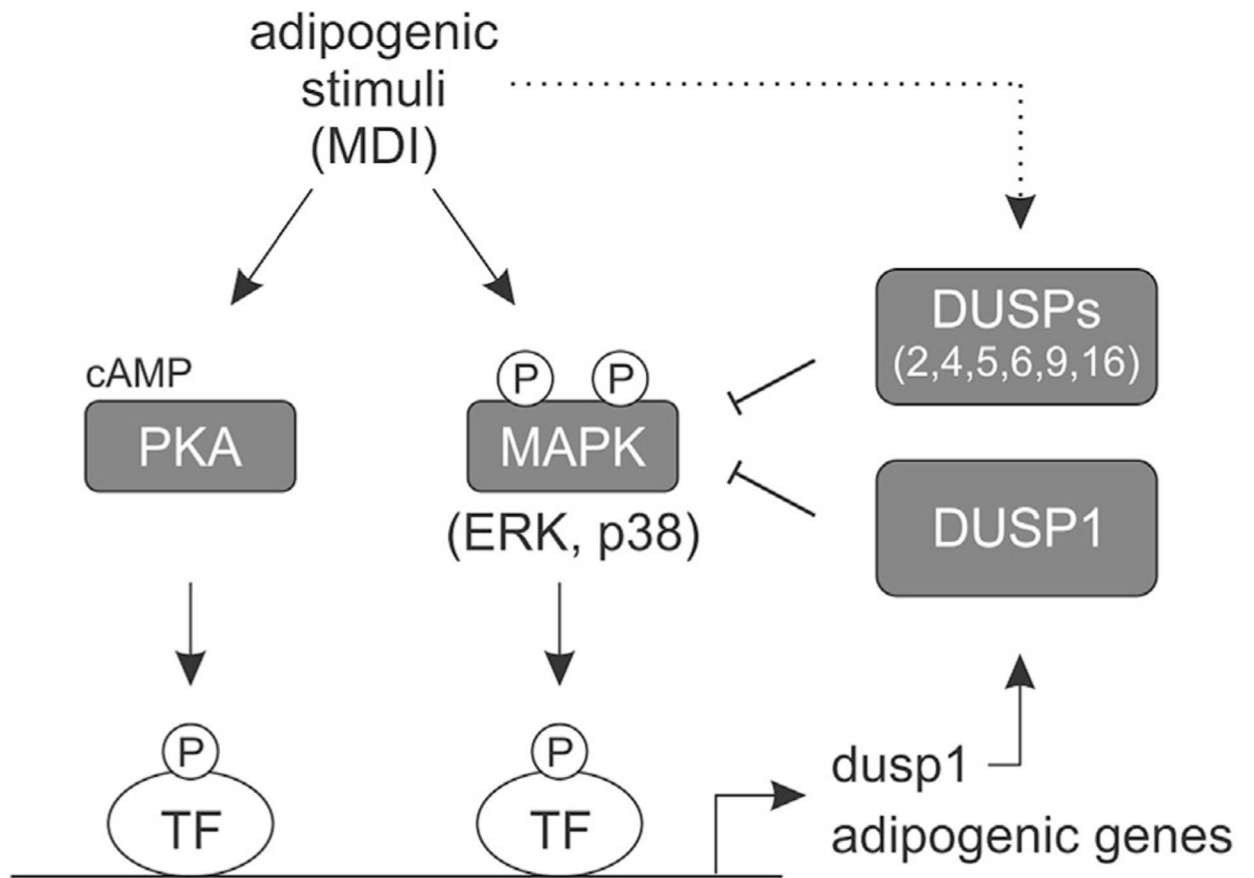 adipogenic
stimuli
(MDI)
cAMP
PKA
P P
MAPK
(ERK, p38)
DUSPs
(2,4,5,6,9,16)
DUSP1
P
TF
P
TF
dusp1
adipogenic genes